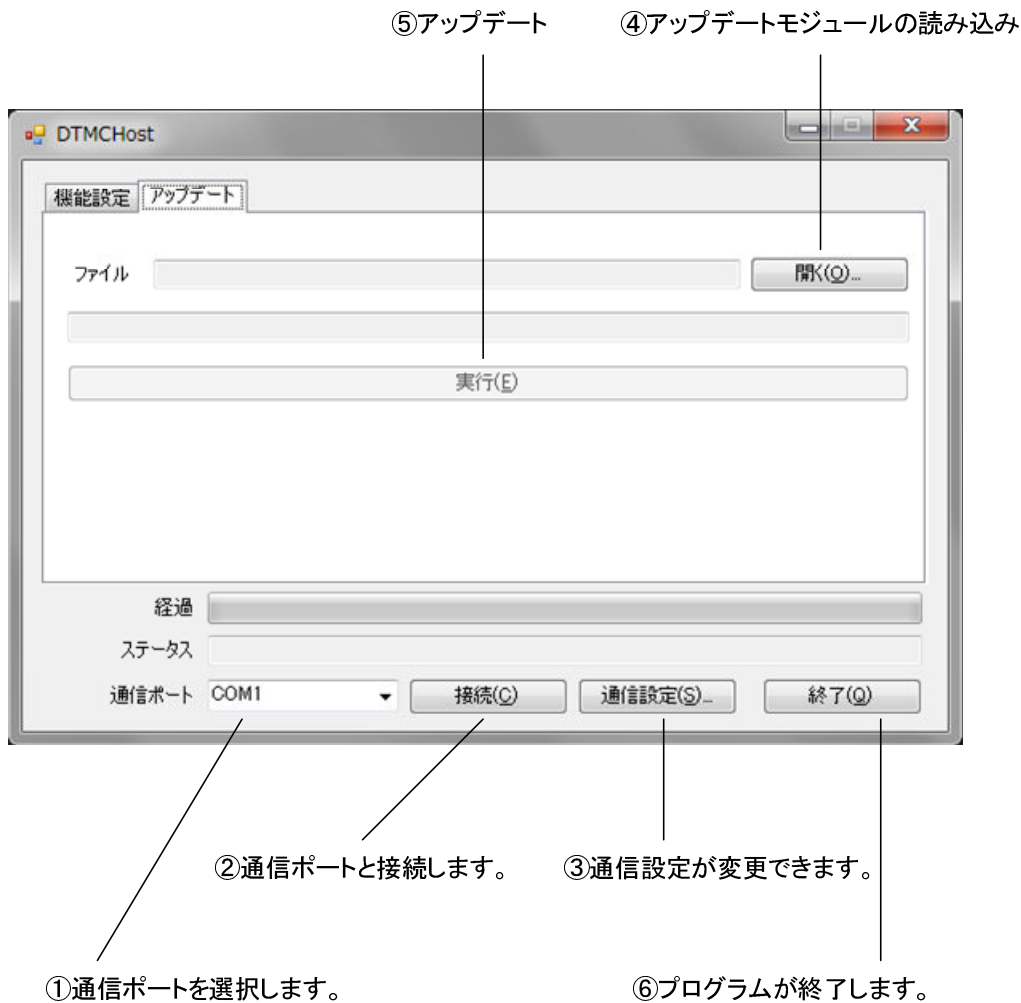 ⑤アップデート
④アップデートモジュールの読み込み
DTMCHost
機能設定
アップデート
ファイル
開く(O)...
実行(E)
経過
ステータス
通信ポート
COM1
接続(C)
通信設定(S)...
終了(Q)
②通信ポートと接続します。
③通信設定が変更できます。
①通信ポートを選択します。
⑥プログラムが終了します。